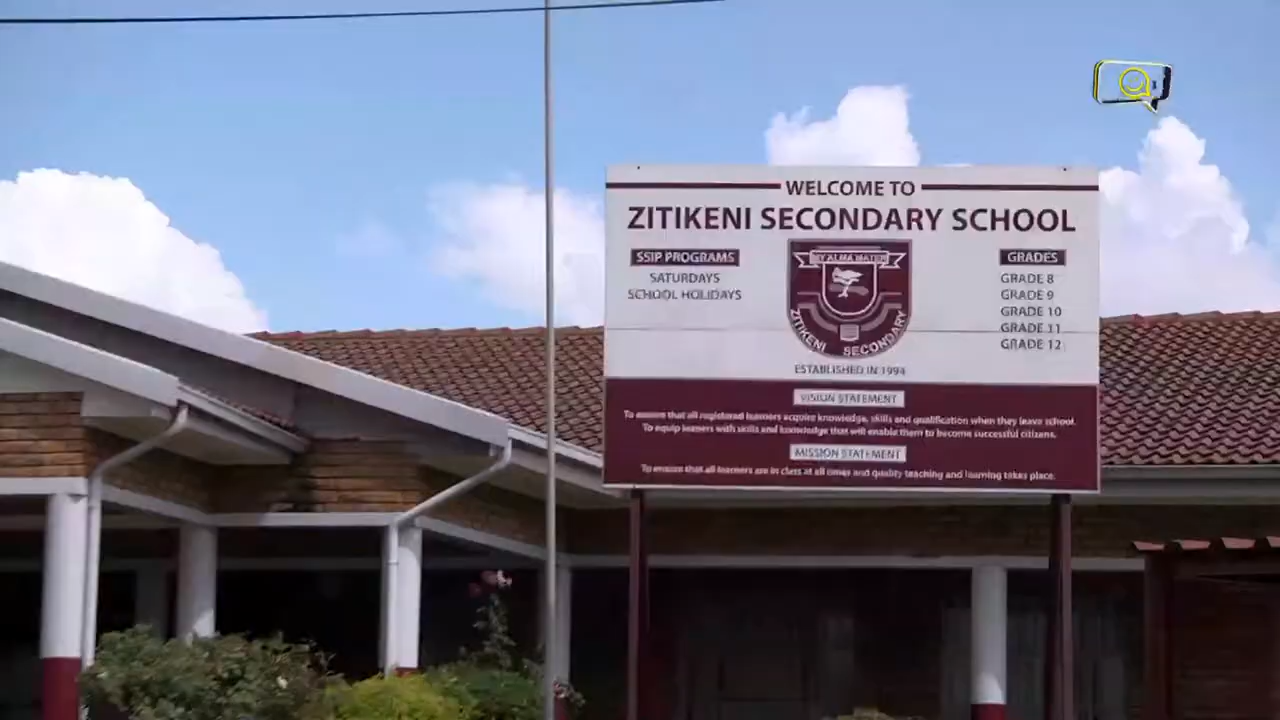 WELCOME TO
ZITIKENI SECONDARY SCHOOL
SSIP PROGRAMS
SATURDAYS
SCHOOL HOLIDAYS
MY ALMA MATER
ZITIKENI SECONDARY
GRADES
GRADE 8
GRADE 9
GRADE 10
GRADE 11
GRADE 12
ESTABLISHED IN 1994
VISION STATEMENT
To ensure that all registered learners acquire knowledge, skills and qualification when they leave school.
To equip learners with skills and knowledge that will enable them to become successful citizens.
MISSION STATEMENT
To ensure that all learners are in class at all times and quality teaching and learning takes place.